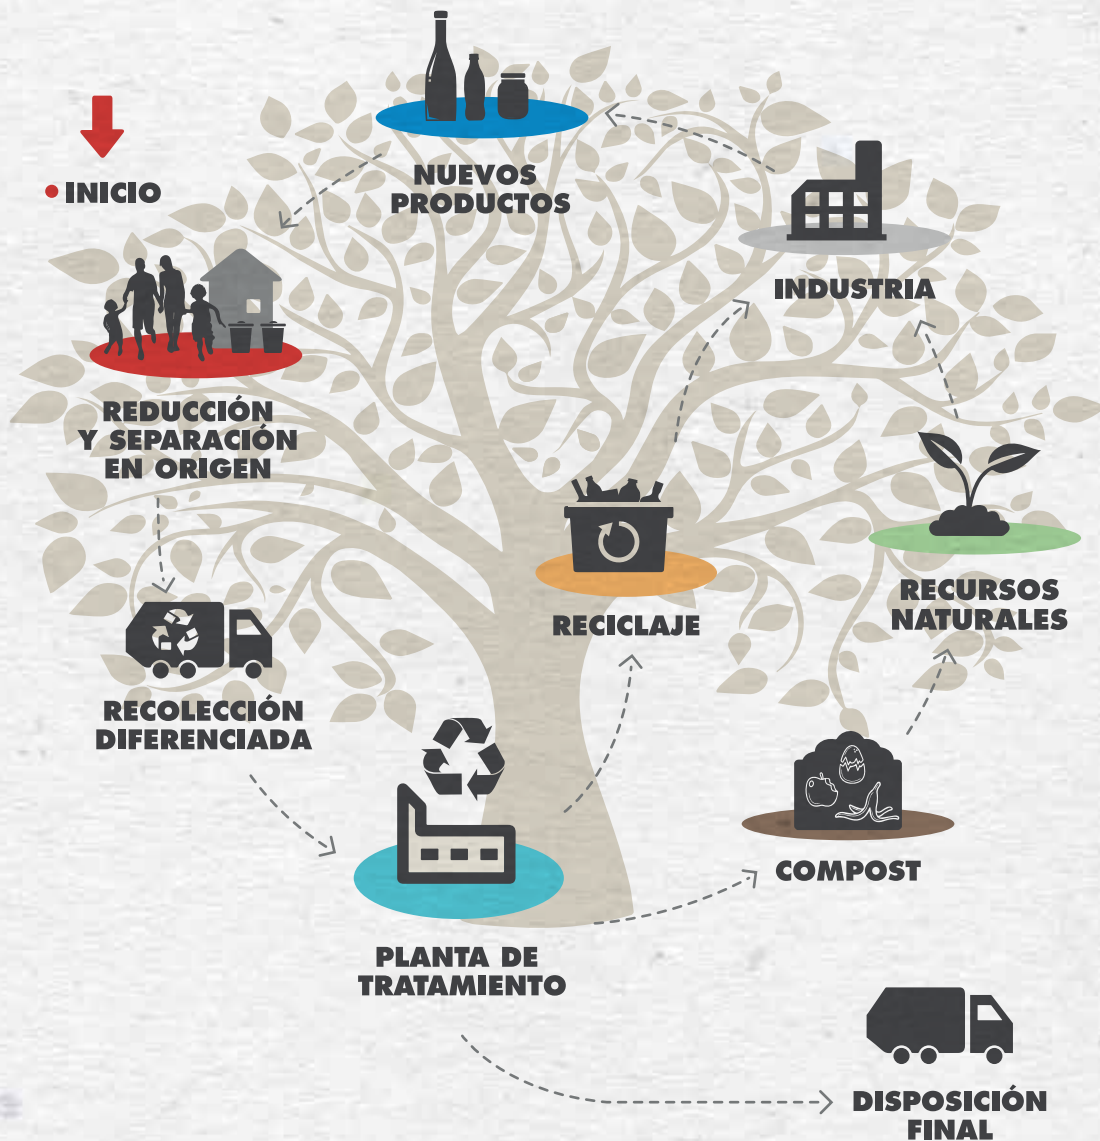 INICIO
NUEVOS
PRODUCTOS
INDUSTRIA
REDUCCIÓN
Y SEPARACIÓN
EN ORIGEN
RECICLAJE
RECURSOS
NATURALES
RECOLECCIÓN
DIFERENCIADA
COMPOST
PLANTA DE
TRATAMIENTO
DISPOSICIÓN
FINAL